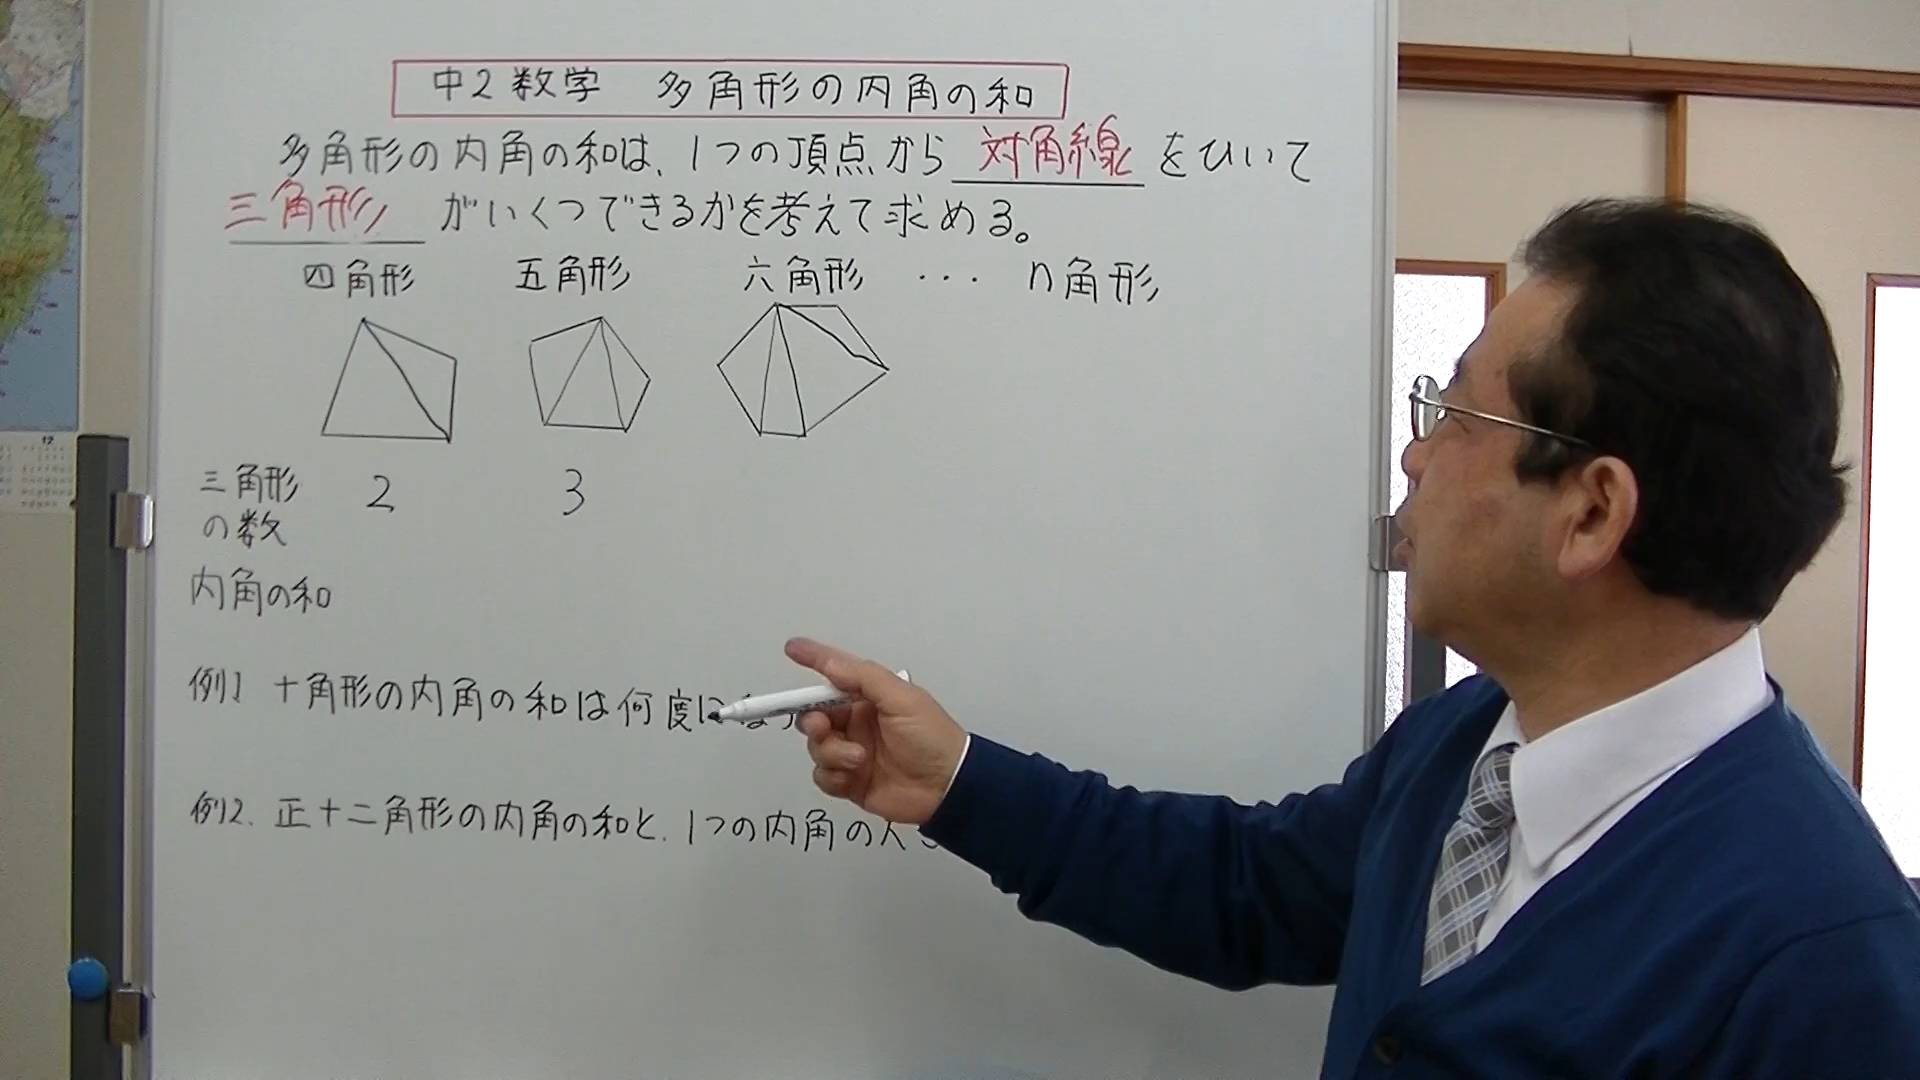 中2数学 多角形の内角の和
多角形の内角の和は、1つの頂点から 対角線 をひいて
三角形 がいくつできるかを考えて求める。
四角形 五角形 六角形 ・・・ n角形
三角形 2 3
の数
内角の和
例1 十角形の内角の和は何度に
例2. 正十二角形の内角の和と、1つの内角の大
12